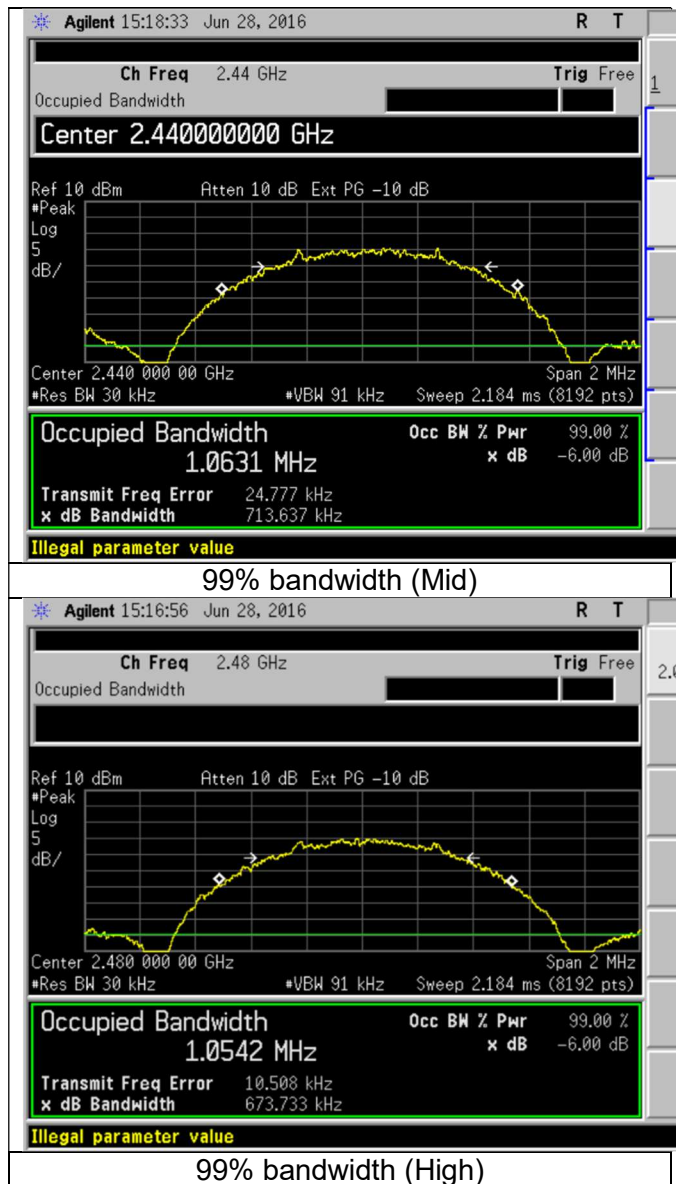 Agilent 15:18:33 Jun 28, 2016 R T
Ch Freq 2.44 GHz Trig Free
Occupied Bandwidth
1
Center 2.440000000 GHz
Ref 10 dBm Atten 10 dB Ext PG -10 dB
#Peak
Log
5
dB/
Center 2.440 000 00 GHz Span 2 MHz
#Res BW 30 kHz #VBW 91 kHz Sweep 2.184 ms (8192 pts)
Occupied Bandwidth Occ BW % Pwr 99.00 %
1.0631 MHz x dB -6.00 dB
Transmit Freq Error 24.777 kHz
x dB Bandwidth 713.637 kHz
Illegal parameter value
99% bandwidth (Mid)
Agilent 15:16:56 Jun 28, 2016 R T
Ch Freq 2.48 GHz Trig Free
Occupied Bandwidth
Ref 10 dBm Atten 10 dB Ext PG -10 dB
#Peak
Log
5
dB/
Center 2.480 000 00 GHz Span 2 MHz
#Res BW 30 kHz #VBW 91 kHz Sweep 2.184 ms (8192 pts)
Occupied Bandwidth Occ BW % Pwr 99.00 %
1.0542 MHz x dB -6.00 dB
Transmit Freq Error 10.508 kHz
x dB Bandwidth 673.733 kHz
Illegal parameter value
99% bandwidth (High)